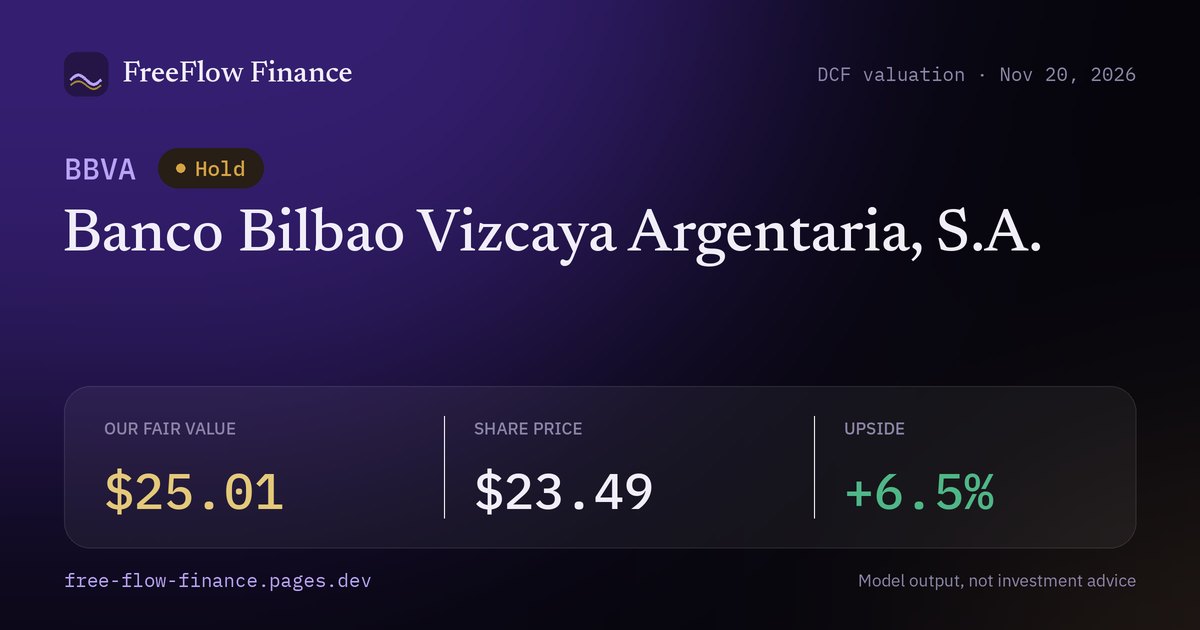 FreeFlow Finance
DCF valuation · Nov 20, 2026
BBVA
Hold
Banco Bilbao Vizcaya Argentaria, S.A.
OUR FAIR VALUE
$25.01
SHARE PRICE
$23.49
UPSIDE
+6.5%
free-flow-finance.pages.dev
Model output, not investment advice